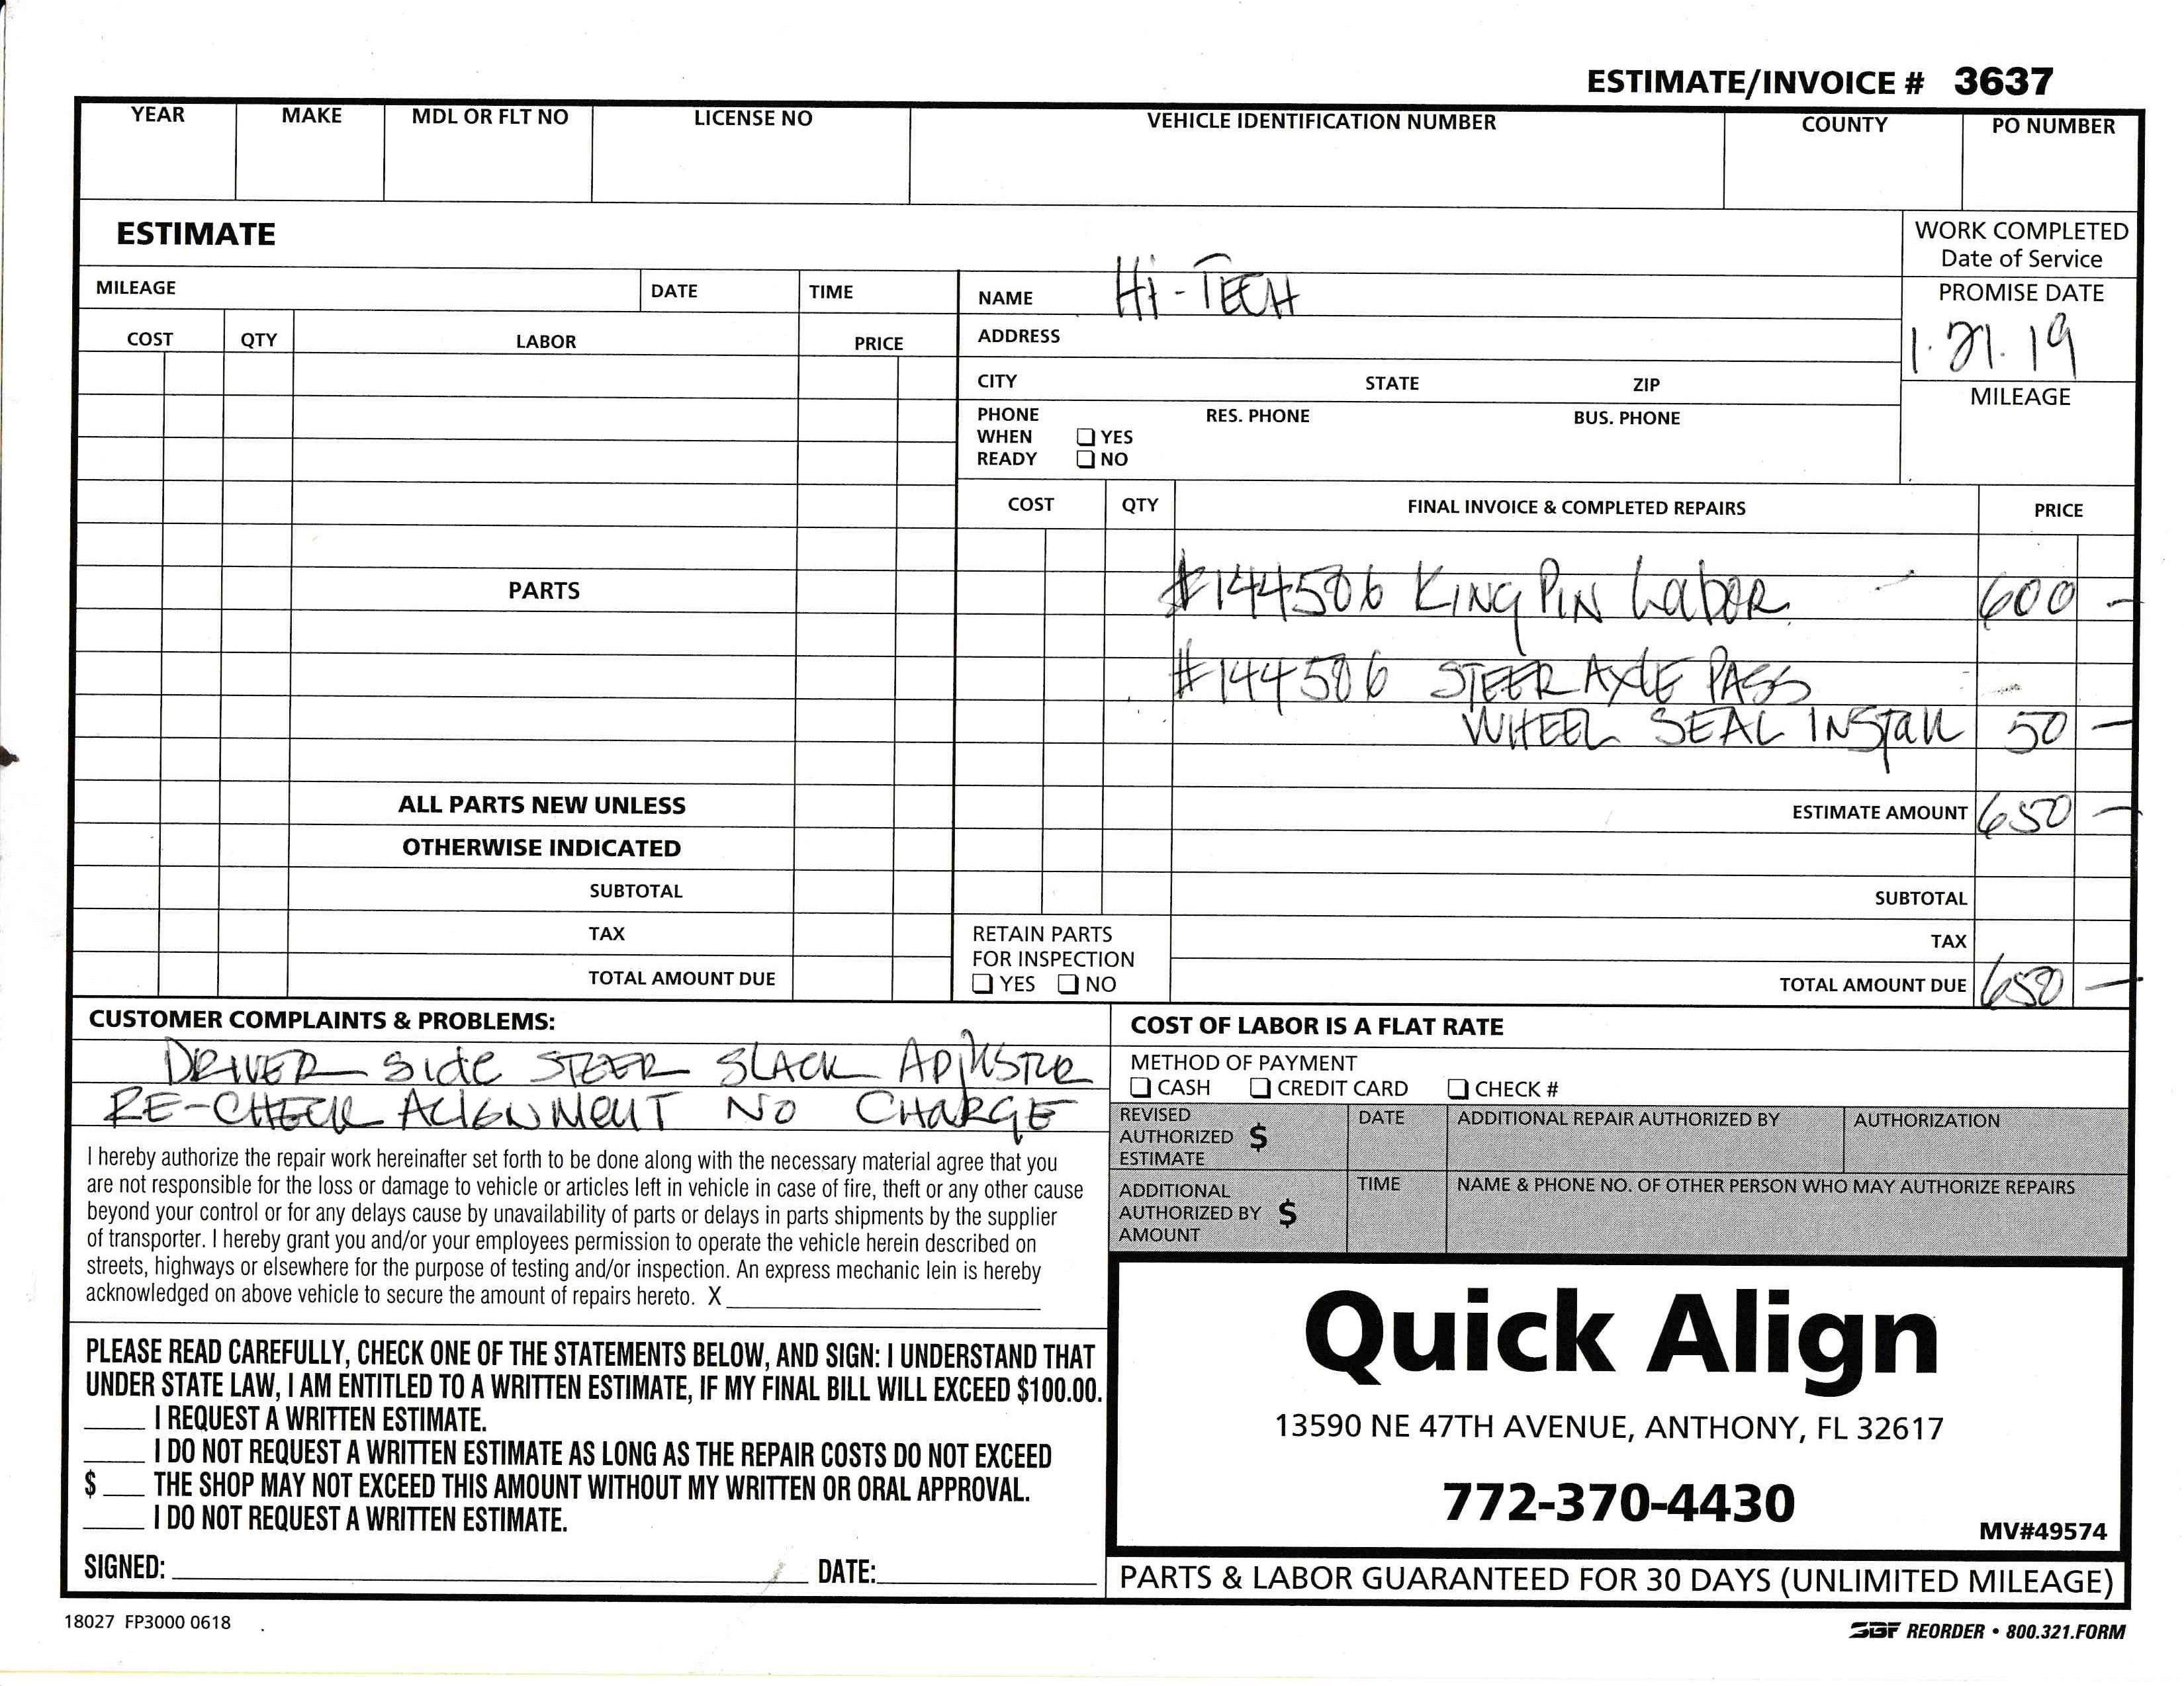 ESTIMATE/INVOICE # 3637
YEAR MAKE MDL OR FLT NO LICENSE NO VEHICLE IDENTIFICATION NUMBER COUNTY PO NUMBER
ESTIMATE
WORK COMPLETED
Date of Service
MILEAGE DATE TIME
COST QTY LABOR PRICE
PARTS
ALL PARTS NEW UNLESS
OTHERWISE INDICATED
SUBTOTAL
TAX
TOTAL AMOUNT DUE
NAME Hi-TECH
ADDRESS
CITY STATE ZIP
PHONE WHEN READY
YES
NO
RES. PHONE BUS. PHONE
PROMISE DATE
1.21.19
MILEAGE
COST QTY FINAL INVOICE & COMPLETED REPAIRS PRICE
#144506 KING PIN LabOR - 600 -
#144506 STEER AXLE PASS
WHEEL SEAL INStall 50 -
ESTIMATE AMOUNT 650 -
SUBTOTAL
TAX
TOTAL AMOUNT DUE 650 -
RETAIN PARTS
FOR INSPECTION
YES NO
CUSTOMER COMPLAINTS & PROBLEMS:
DRIVER Side STEER SLACK ADJUSTER
RE-CHECK ALIGNMENT NO CHARGE
I hereby authorize the repair work hereinafter set forth to be done along with the necessary material agree that you
are not responsible for the loss or damage to vehicle or articles left in vehicle in case of fire, theft or any other cause
beyond your control or for any delays cause by unavailability of parts or delays in parts shipments by the supplier
of transporter. I hereby grant you and/or your employees permission to operate the vehicle herein described on
streets, highways or elsewhere for the purpose of testing and/or inspection. An express mechanic lein is hereby
acknowledged on above vehicle to secure the amount of repairs hereto. X
PLEASE READ CAREFULLY, CHECK ONE OF THE STATEMENTS BELOW, AND SIGN: I UNDERSTAND THAT
UNDER STATE LAW, I AM ENTITLED TO A WRITTEN ESTIMATE, IF MY FINAL BILL WILL EXCEED $100.00.
I REQUEST A WRITTEN ESTIMATE.
I DO NOT REQUEST A WRITTEN ESTIMATE AS LONG AS THE REPAIR COSTS DO NOT EXCEED
$ THE SHOP MAY NOT EXCEED THIS AMOUNT WITHOUT MY WRITTEN OR ORAL APPROVAL.
I DO NOT REQUEST A WRITTEN ESTIMATE.
SIGNED: DATE:
COST OF LABOR IS A FLAT RATE
METHOD OF PAYMENT
CASH CREDIT CARD CHECK #
REVISED
AUTHORIZED $
ESTIMATE
DATE ADDITIONAL REPAIR AUTHORIZED BY AUTHORIZATION
ADDITIONAL
AUTHORIZED BY $
AMOUNT
TIME NAME & PHONE NO. OF OTHER PERSON WHO MAY AUTHORIZE REPAIRS
Quick Align
13590 NE 47TH AVENUE, ANTHONY, FL 32617
772-370-4430
MV#49574
PARTS & LABOR GUARANTEED FOR 30 DAYS (UNLIMITED MILEAGE)
18027 FP3000 0618
SBF REORDER • 800.321.FORM